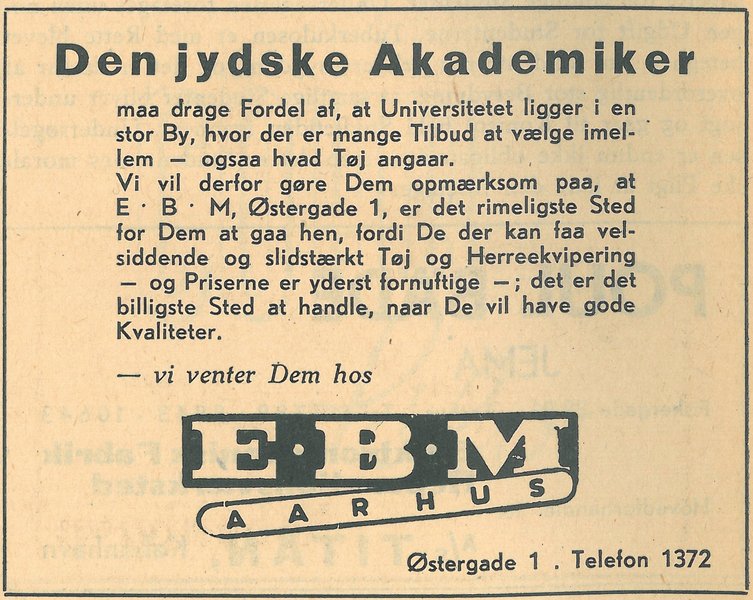 Den jydske Akademiker
maa drage Fordel af, at Universitetet ligger i en
stor By, hvor der er mange Tilbud at vælge imel-
lem — ogsaa hvad Tøj angaar.
Vi vil derfor gøre Dem opmærksom paa, at
E · B · M, Østergade 1, er det rimeligste Sted
for Dem at gaa hen, fordi De der kan faa vel-
siddende og slidstærkt Tøj og Herreekvipering
— og Priserne er yderst fornuftige —; det er det
billigste Sted at handle, naar De vil have gode
Kvaliteter.
— vi venter Dem hos
E·B·M
AARHUS
Østergade 1 . Telefon 1372